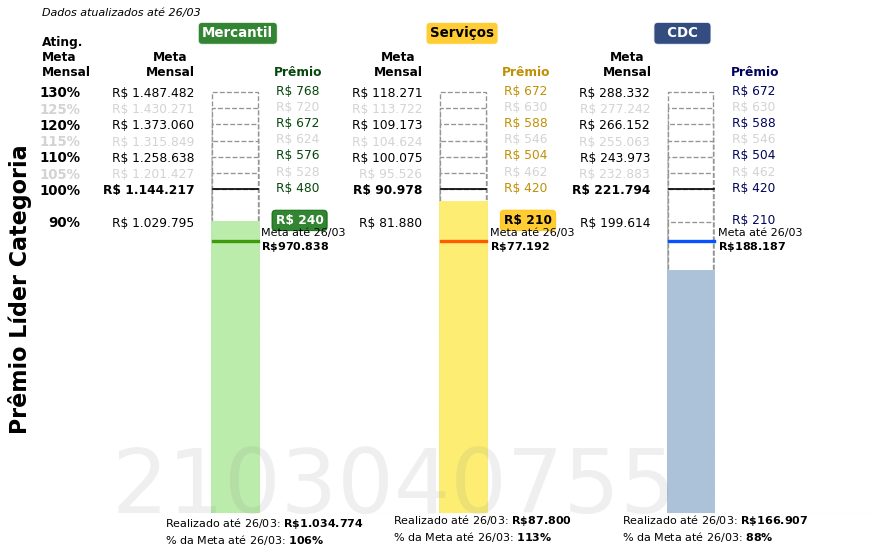 Dados atualizados até 26/03
Mercantil Serviços CDC
Ating. Meta Mensal Meta Mensal Prêmio Meta Mensal Prêmio Meta Mensal Prêmio
130% R$ 1.487.482 R$ 768 R$ 118.271 R$ 672 R$ 288.332 R$ 672
125% R$ 1.430.271 R$ 720 R$ 113.722 R$ 630 R$ 277.242 R$ 630
120% R$ 1.373.060 R$ 672 R$ 109.173 R$ 588 R$ 266.152 R$ 588
115% R$ 1.315.849 R$ 624 R$ 104.624 R$ 546 R$ 255.063 R$ 546
110% R$ 1.258.638 R$ 576 R$ 100.075 R$ 504 R$ 243.973 R$ 504
105% R$ 1.201.427 R$ 528 R$ 95.526 R$ 462 R$ 232.883 R$ 462
100% R$ 1.144.217 R$ 480 R$ 90.978 R$ 420 R$ 221.794 R$ 420
90% R$ 1.029.795 R$ 240 R$ 81.880 R$ 210 R$ 199.614 R$ 210
Meta até 26/03 Meta até 26/03 Meta até 26/03
R$970.838 R$77.192 R$188.187
Prêmio Líder Categoria
2103040755
Realizado até 26/03: R$1.034.774 Realizado até 26/03: R$87.800 Realizado até 26/03: R$166.907
% da Meta até 26/03: 106% % da Meta até 26/03: 113% % da Meta até 26/03: 88%